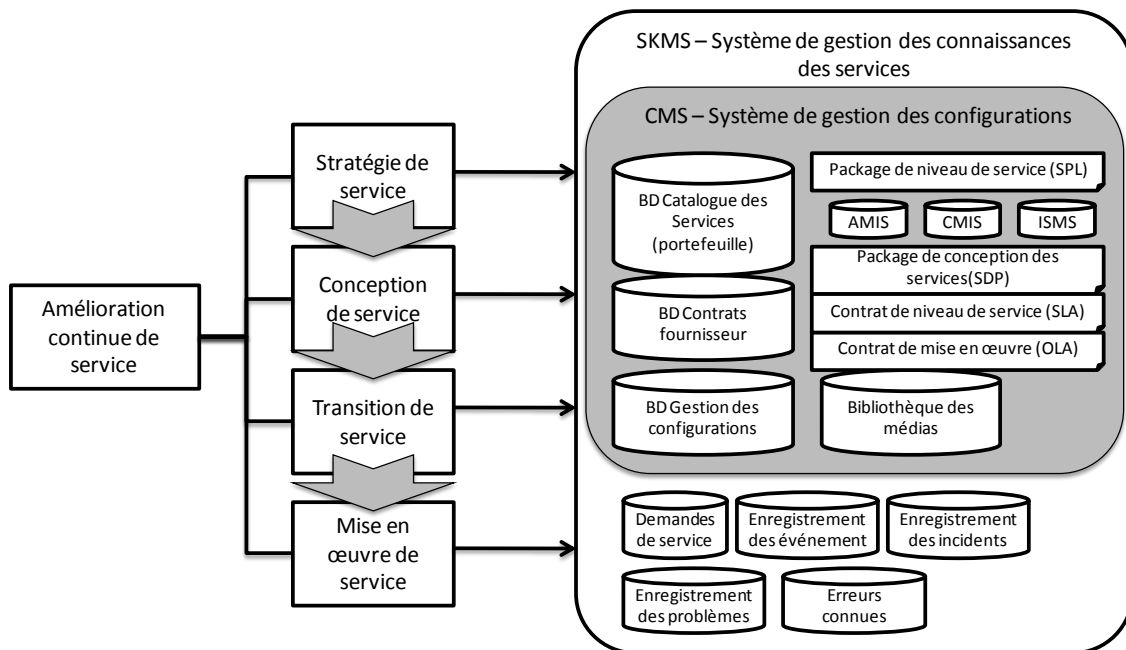 SKMS – Système de gestion des connaissances
des services
CMS – Système de gestion des configurations
Stratégie de
service
Conception
de service
Transition de
service
Mise en
œuvre de
service
Amélioration
continue de
service
BD Catalogue des
Services
(portefeuille)
BD Contrats
fournisseur
BD Gestion des
configurations
Package de niveau de service (SPL)
AMIS
CMIS
ISMS
Package de conception des
services(SDP)
Contrat de niveau de service (SLA)
Contrat de mise en œuvre (OLA)
Bibliothèque des
médias
Demandes
de service
Enregistrement
des événement
Enregistrement
des incidents
Enregistrement
des problèmes
Erreurs
connues